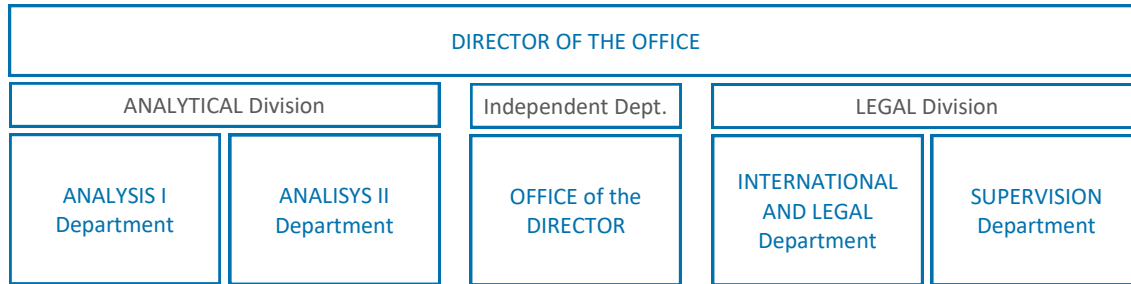 DIRECTOR OF THE OFFICE
ANALYTICAL Division
Independent Dept.
LEGAL Division
ANALYSIS I
Department
ANALISYS II
Department
OFFICE of the
DIRECTOR
INTERNATIONAL
AND LEGAL
Department
SUPERVISION
Department